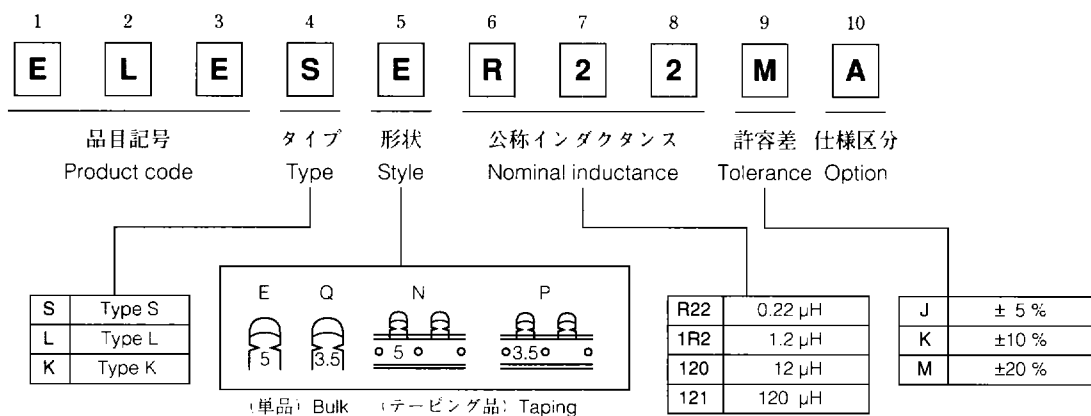 1 2 3 4 5 6 7 8 9 10
E L E S E R 2 2 M A
品目記号 タイプ 形状 公称インダクタンス 許容差 仕様区分
Product code Type Style Nominal inductance Tolerance Option
S Type S
L Type L
K Type K
E Q N P
5 3.5 5 3.5
(単品) Bulk (テーピング品) Taping
R22 0.22 µH
1R2 1.2 µH
120 12 µH
121 120 µH
J ± 5 %
K ±10 %
M ±20 %